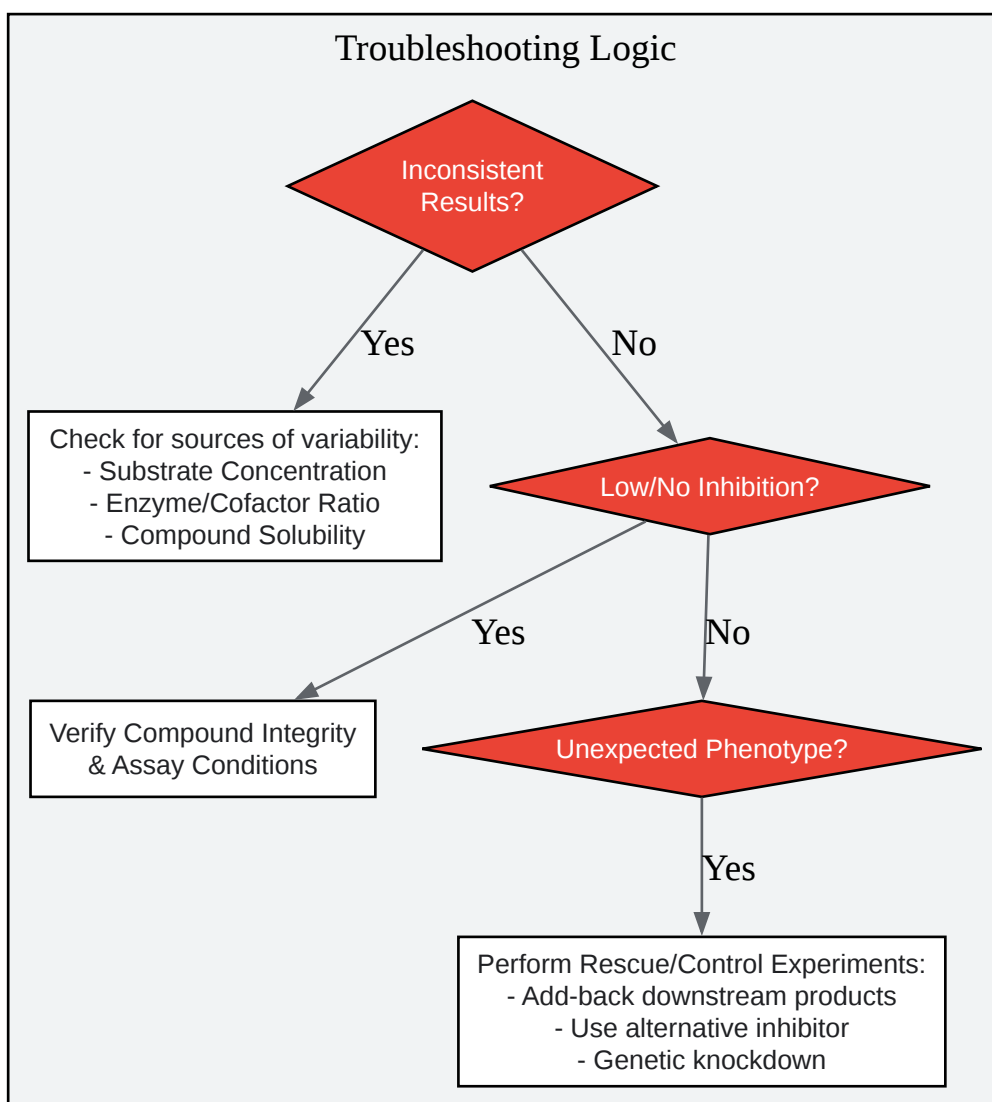 Troubleshooting Logic
Inconsistent
Results?
Yes
No
Check for sources of variability:
- Substrate Concentration
- Enzyme/Cofactor Ratio
- Compound Solubility
Low/No Inhibition?
Yes
No
Verify Compound Integrity
& Assay Conditions
Unexpected Phenotype?
Yes
Perform Rescue/Control Experiments:
- Add-back downstream products
- Use alternative inhibitor
- Genetic knockdown